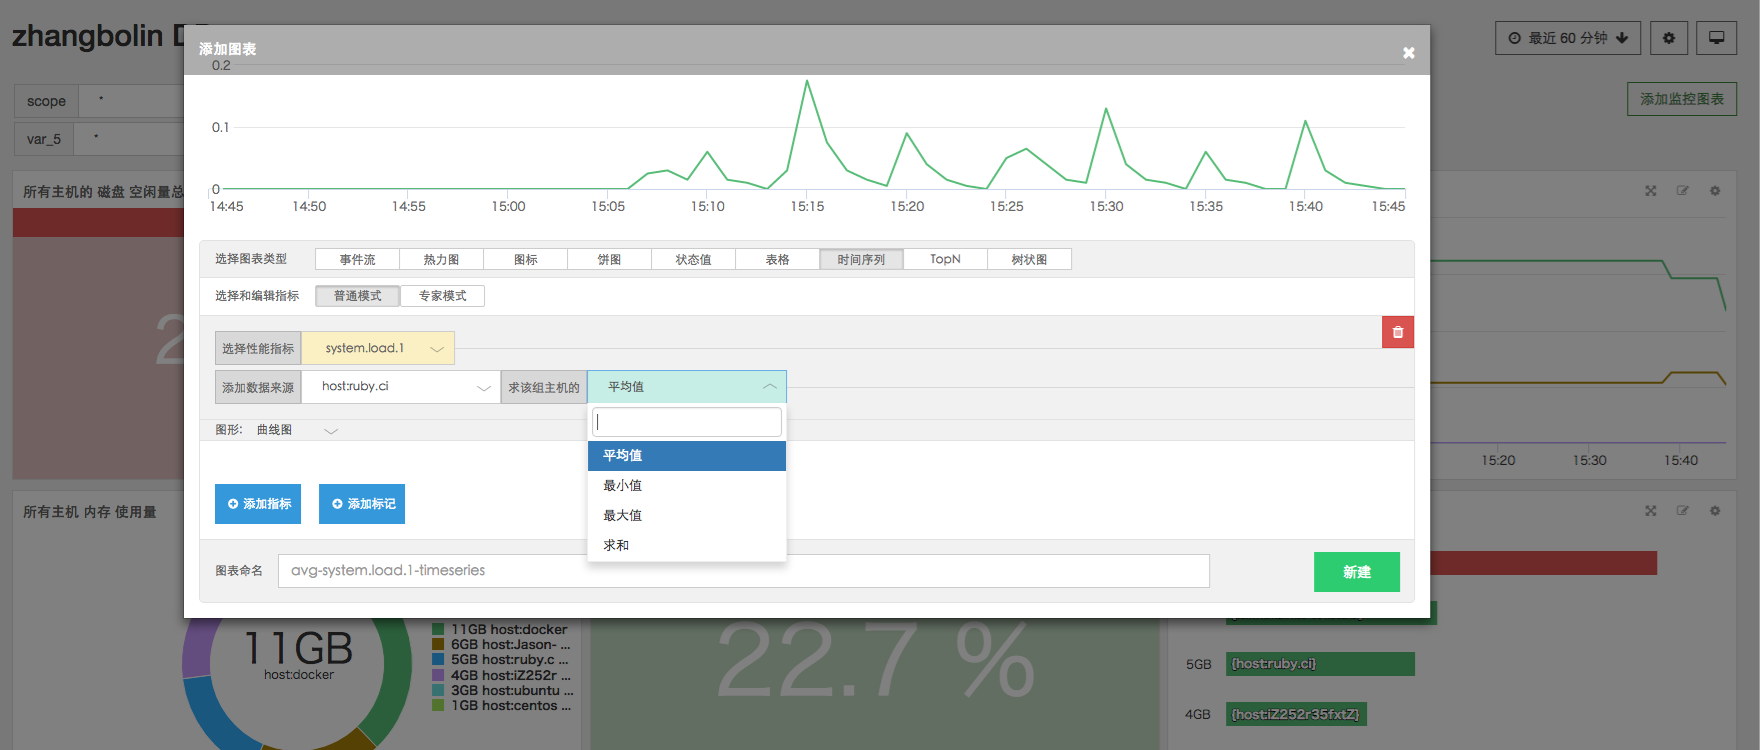 zhangbolin D
最近 60 分钟
添加图表
scope
*
添加监控图表
var_5
*
0.2
0.1
0
14:45 14:50 14:55 15:00 15:05 15:10 15:15 15:20 15:25 15:30 15:35 15:40 15:45
所有主机的 磁盘 空闲量总
2
选择图表类型
事件流 热力图 图标 饼图 状态值 表格 时间序列 TopN 树状图
选择和编辑指标
普通模式 专家模式
选择性能指标
system.load.1
添加数据来源
host:ruby.ci
求该组主机的
平均值
图形: 曲线图
平均值
最小值
最大值
求和
添加指标
添加标记
图表命名
avg-system.load.1-timeseries
新建
15:20 15:30 15:40
所有主机 内存 使用量
11GB
host:docker
11GB host:docker
6GB host:Jason- ...
5GB host:ruby.c ...
4GB host:iZ252r ...
3GB host:ubuntu ...
1GB host:centos ...
22.7 %
5GB {host:ruby.ci}
4GB {host:iZ252r35fxtZ}